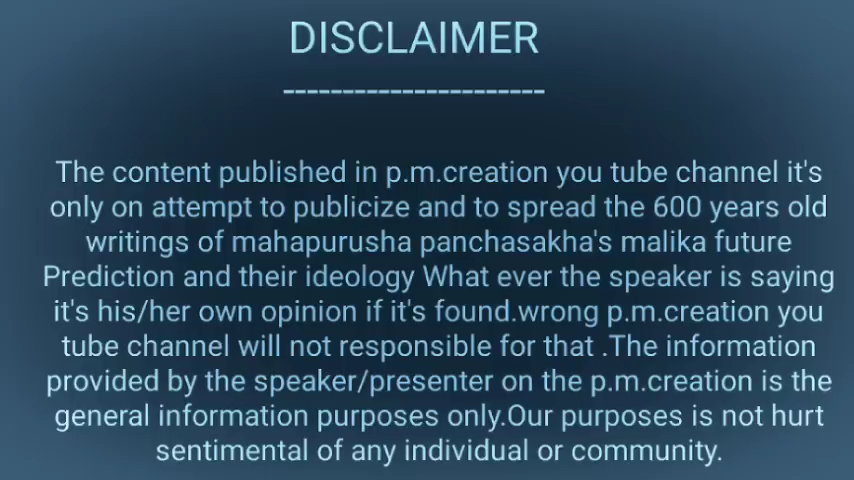 DISCLAIMER
----------------------
The content published in p.m.creation you tube channel it's
only on attempt to publicize and to spread the 600 years old
writings of mahapurusha panchasakha's malika future
Prediction and their ideology What ever the speaker is saying
it's his/her own opinion if it's found.wrong p.m.creation you
tube channel will not responsible for that .The information
provided by the speaker/presenter on the p.m.creation is the
general information purposes only.Our purposes is not hurt
sentimental of any individual or community.